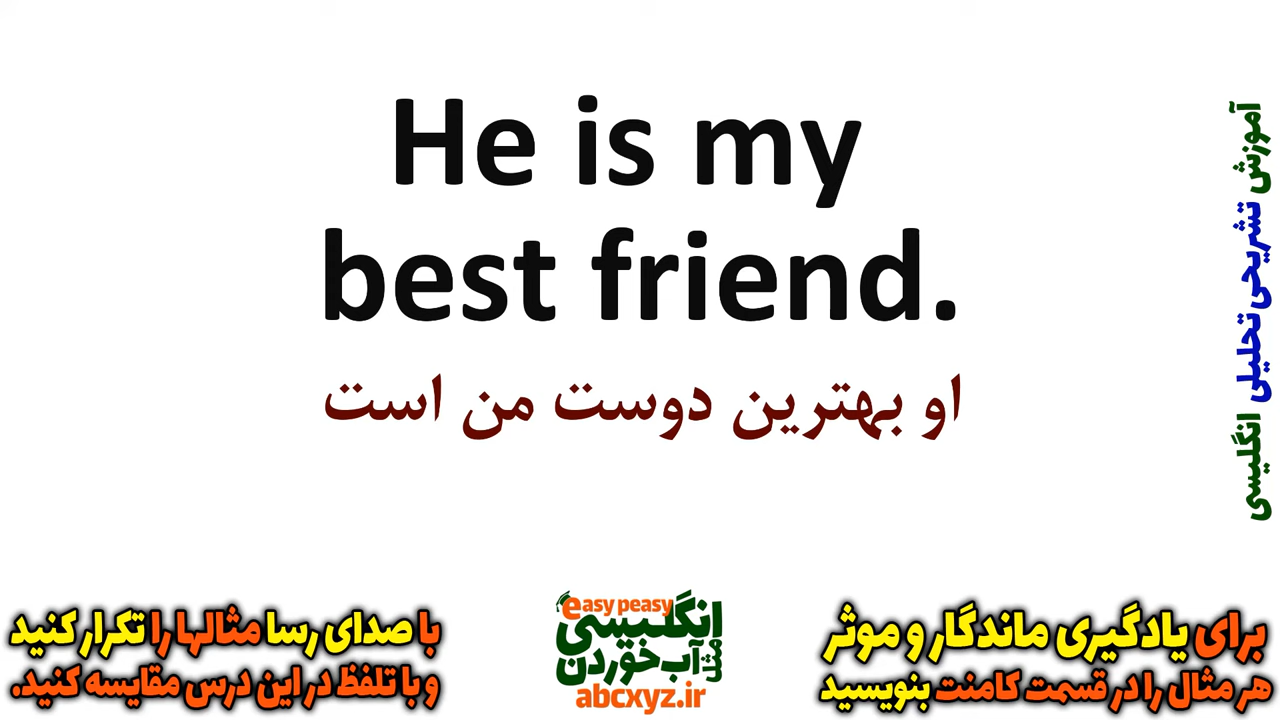 He is my
best friend.
او بهترین دوست من است
آموزش تشریحی تحلیلی انگلیسی
برای یادگیری ماندگار و موثر
هر مثال را در قسمت کامنت بنویسید
easy peasy
انگلیسی
مثل آب خوردن
abcxyz.ir
با صدای رسا مثالها را تکرار کنید
و با تلفظ در این درس مقایسه کنید.